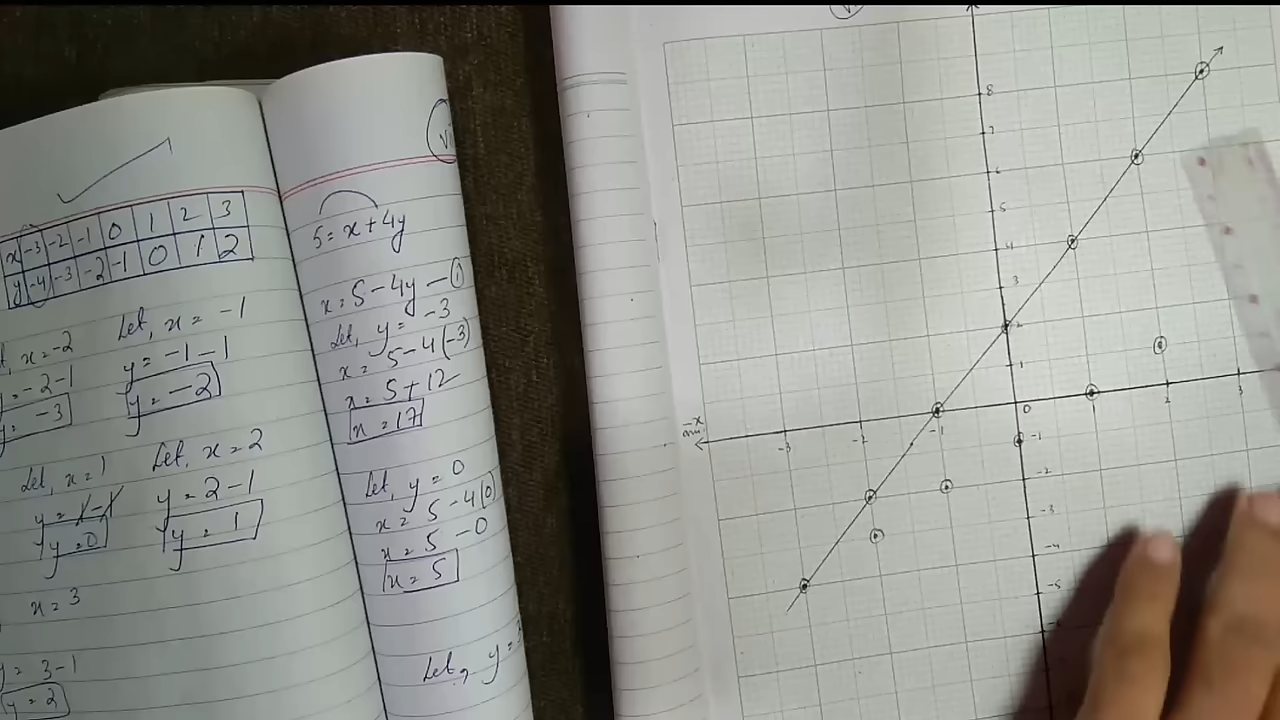 x -3 -2 -1 0 1 2 3
y -4 -3 -2 -1 0 1 2
x = -2
-2-1
-3
Let, x = -1
y = -1-1
y = -2
Let, x = 1
y = 1-1
y = 0
Let, x = 2
y = 2-1
y = 1
x = 3
y = 3-1
y = 2
5 = x+4y
x = 5-4y —①
Let, y = -3
x = 5-4(-3)
x = 5+12
x = 17
Let, y = 0
x = 5-4(0)
x = 5-0
x = 5
Let, y =
8
7
6
5
4
3
2
1
-x
-3 -2 -1 0 1 2 3
-1
-2
-3
-4
-5